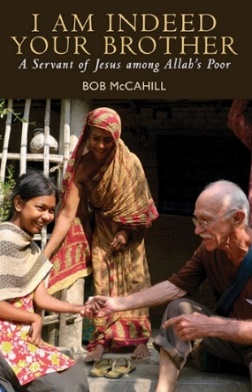 I AM INDEED
YOUR BROTHER
A Servant of Jesus among Allah's Poor
BOB McCAHILL